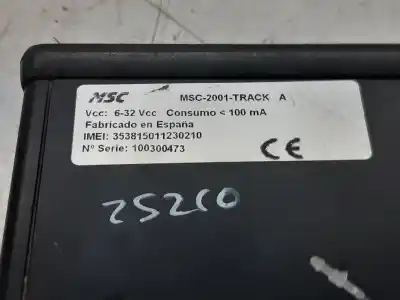 MSC MSC-2001-TRACK A
Vcc: 6-32 Vcc Consumo < 100 mA
Fabricado en España
IMEI: 353815011230210
Nº Serie: 100300473
CE
25210